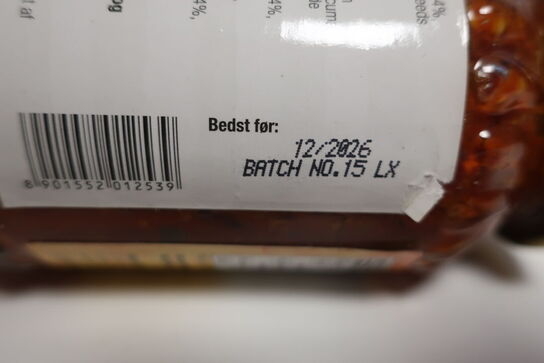 Bedst før:
12/2026
BATCH NO.15 LX
8 901552 012539